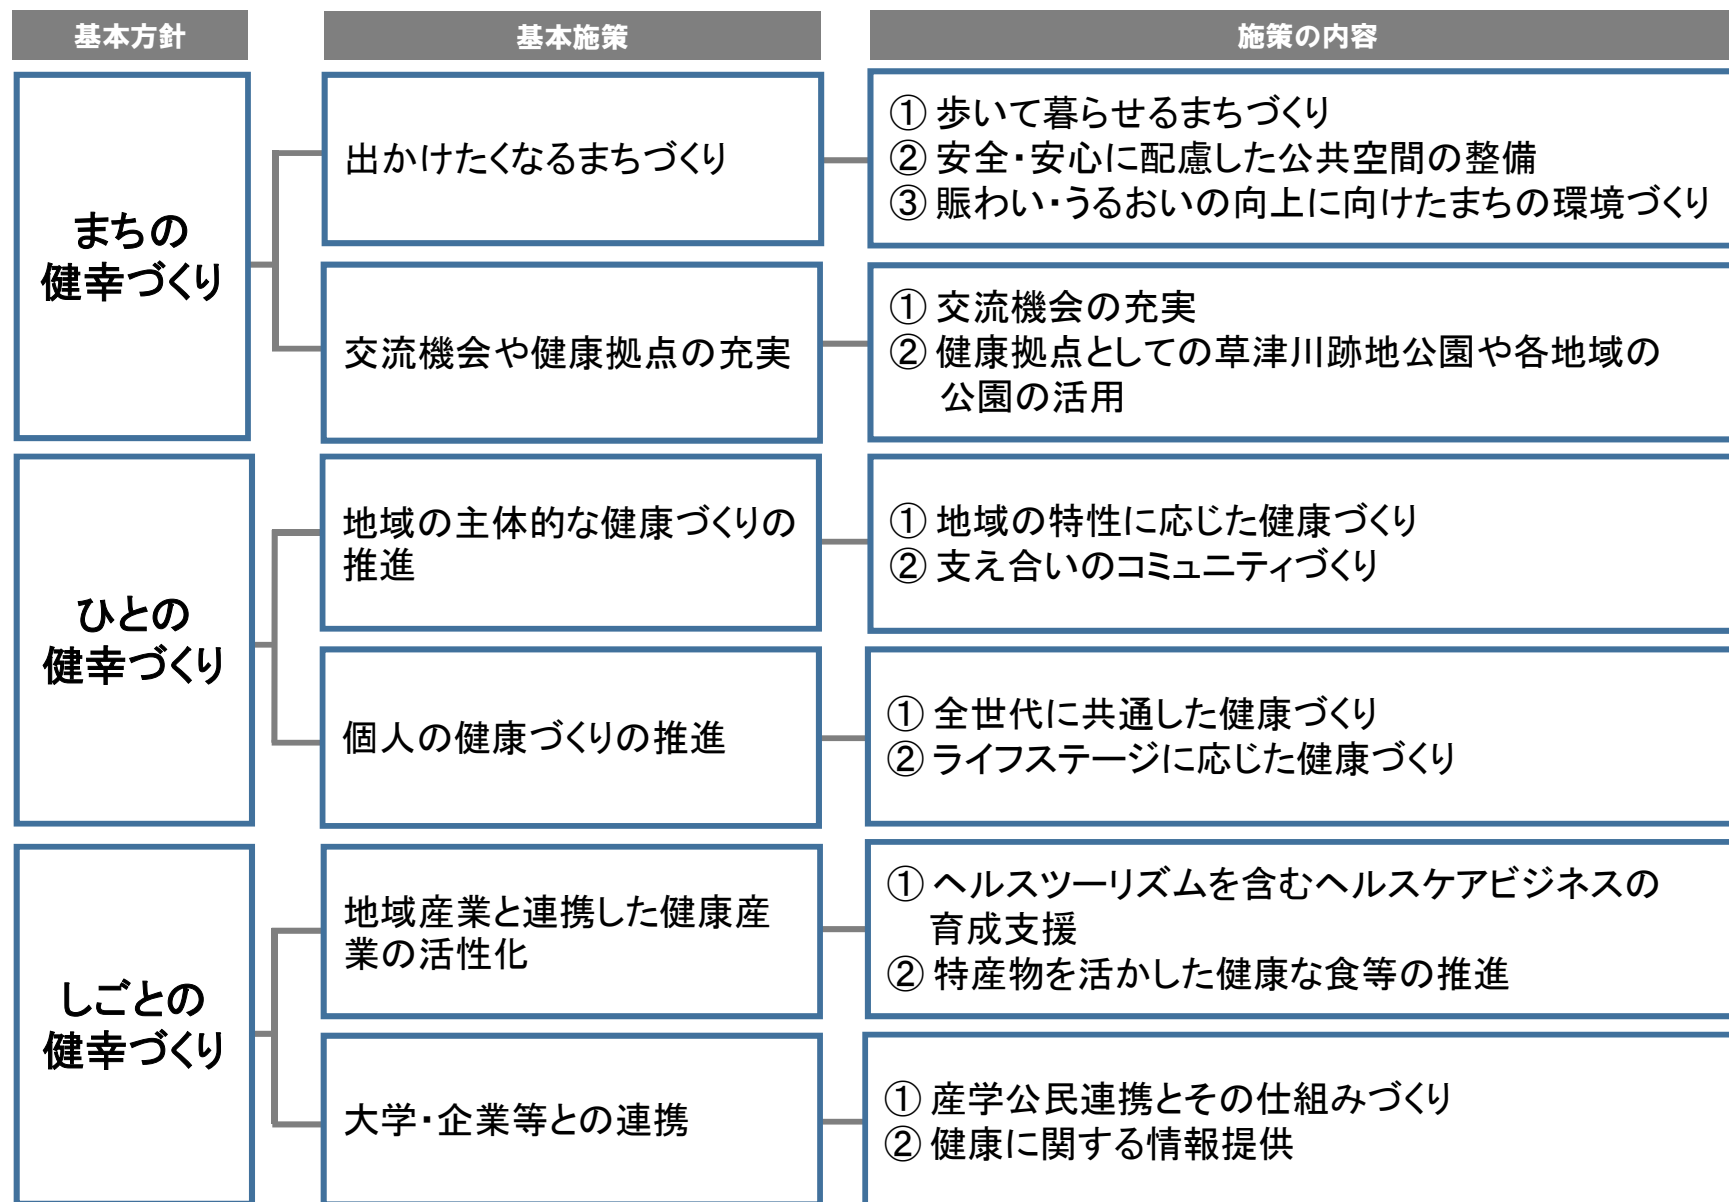 基本方針
基本施策
施策の内容
まちの
健幸づくり
出かけたくなるまちづくり
① 歩いて暮らせるまちづくり
② 安全・安心に配慮した公共空間の整備
③ 賑わい・うるおいの向上に向けたまちの環境づくり
交流機会や健康拠点の充実
① 交流機会の充実
② 健康拠点としての草津川跡地公園や各地域の
公園の活用
ひとの
健幸づくり
地域の主体的な健康づくりの
推進
① 地域の特性に応じた健康づくり
② 支え合いのコミュニティづくり
個人の健康づくりの推進
① 全世代に共通した健康づくり
② ライフステージに応じた健康づくり
しごとの
健幸づくり
地域産業と連携した健康産
業の活性化
① ヘルスツーリズムを含むヘルスケアビジネスの
育成支援
② 特産物を活かした健康な食等の推進
大学・企業等との連携
① 産学公民連携とその仕組みづくり
② 健康に関する情報提供